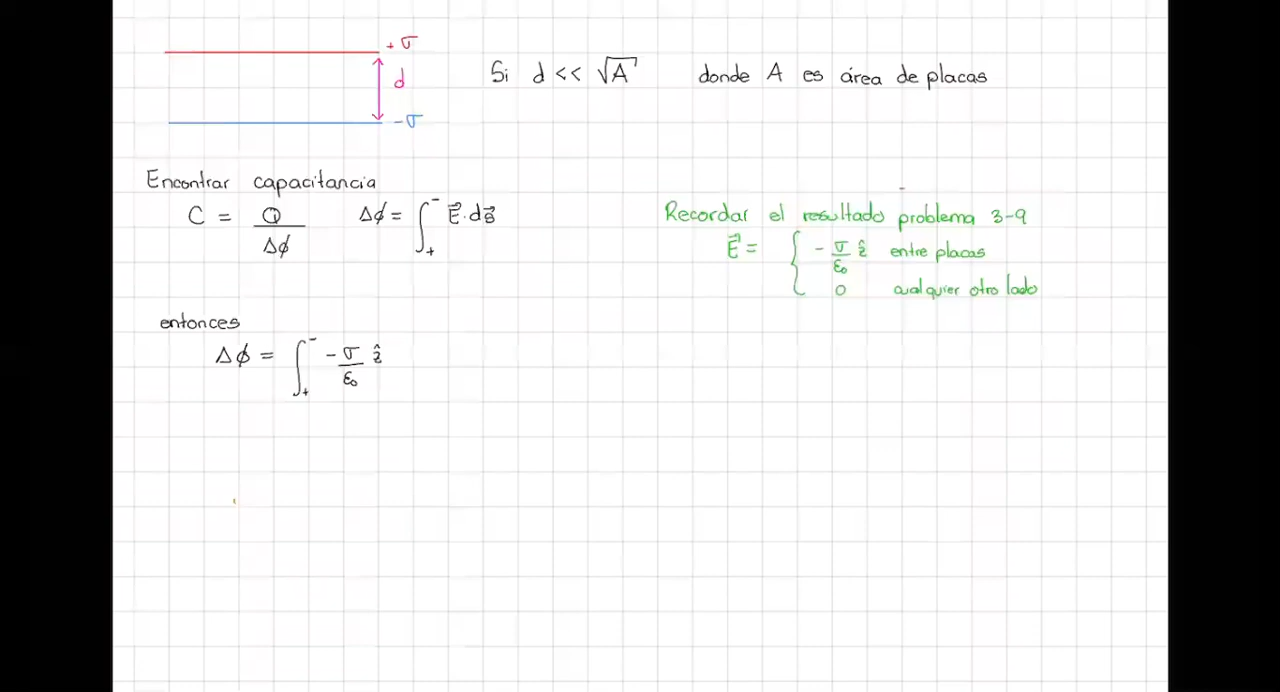 +σ
d
-σ
Si d << √A donde A es área de placas
Encontrar capacitancia
C = Q / Δϕ Δϕ = ∫₊⁻ E⃗ · ds⃗
Recordar el resultado problema 3-9
E⃗ = { - σ/ε₀ ẑ entre placas
0 cualquier otro lado
entonces
Δϕ = ∫₊⁻ - σ/ε₀ ẑ